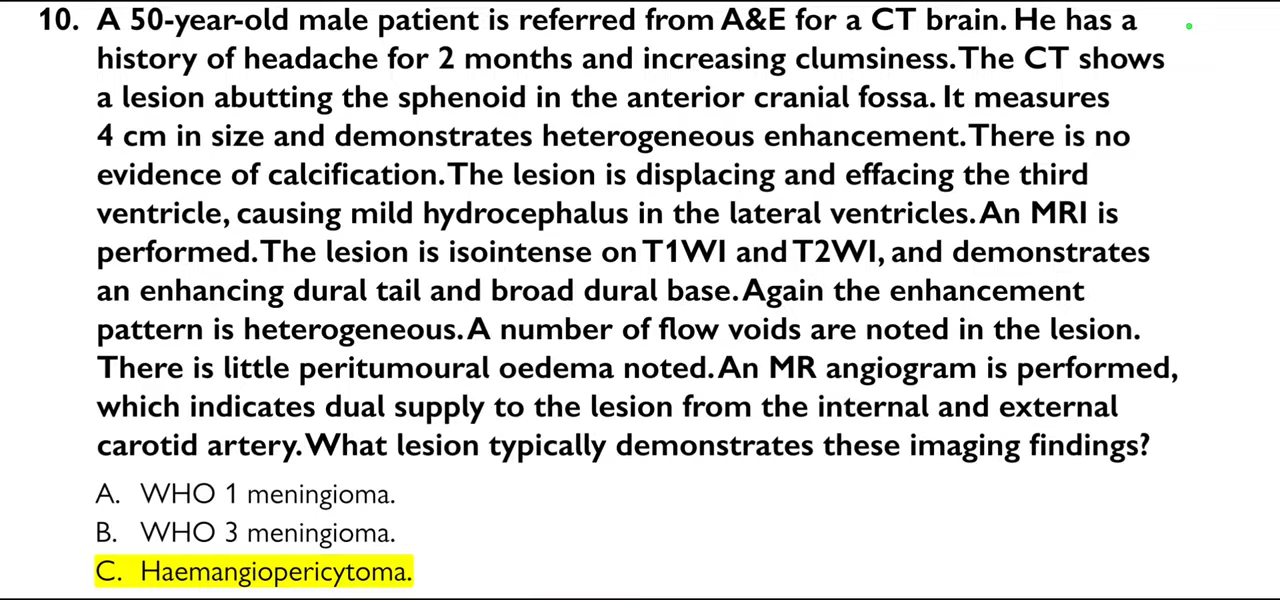 10. A 50-year-old male patient is referred from A&E for a CT brain. He has a
history of headache for 2 months and increasing clumsiness. The CT shows
a lesion abutting the sphenoid in the anterior cranial fossa. It measures
4 cm in size and demonstrates heterogeneous enhancement. There is no
evidence of calcification. The lesion is displacing and effacing the third
ventricle, causing mild hydrocephalus in the lateral ventricles. An MRI is
performed. The lesion is isointense on T1WI and T2WI, and demonstrates
an enhancing dural tail and broad dural base. Again the enhancement
pattern is heterogeneous. A number of flow voids are noted in the lesion.
There is little peritumoural oedema noted. An MR angiogram is performed,
which indicates dual supply to the lesion from the internal and external
carotid artery. What lesion typically demonstrates these imaging findings?
A. WHO 1 meningioma.
B. WHO 3 meningioma.
C. Haemangiopericytoma.